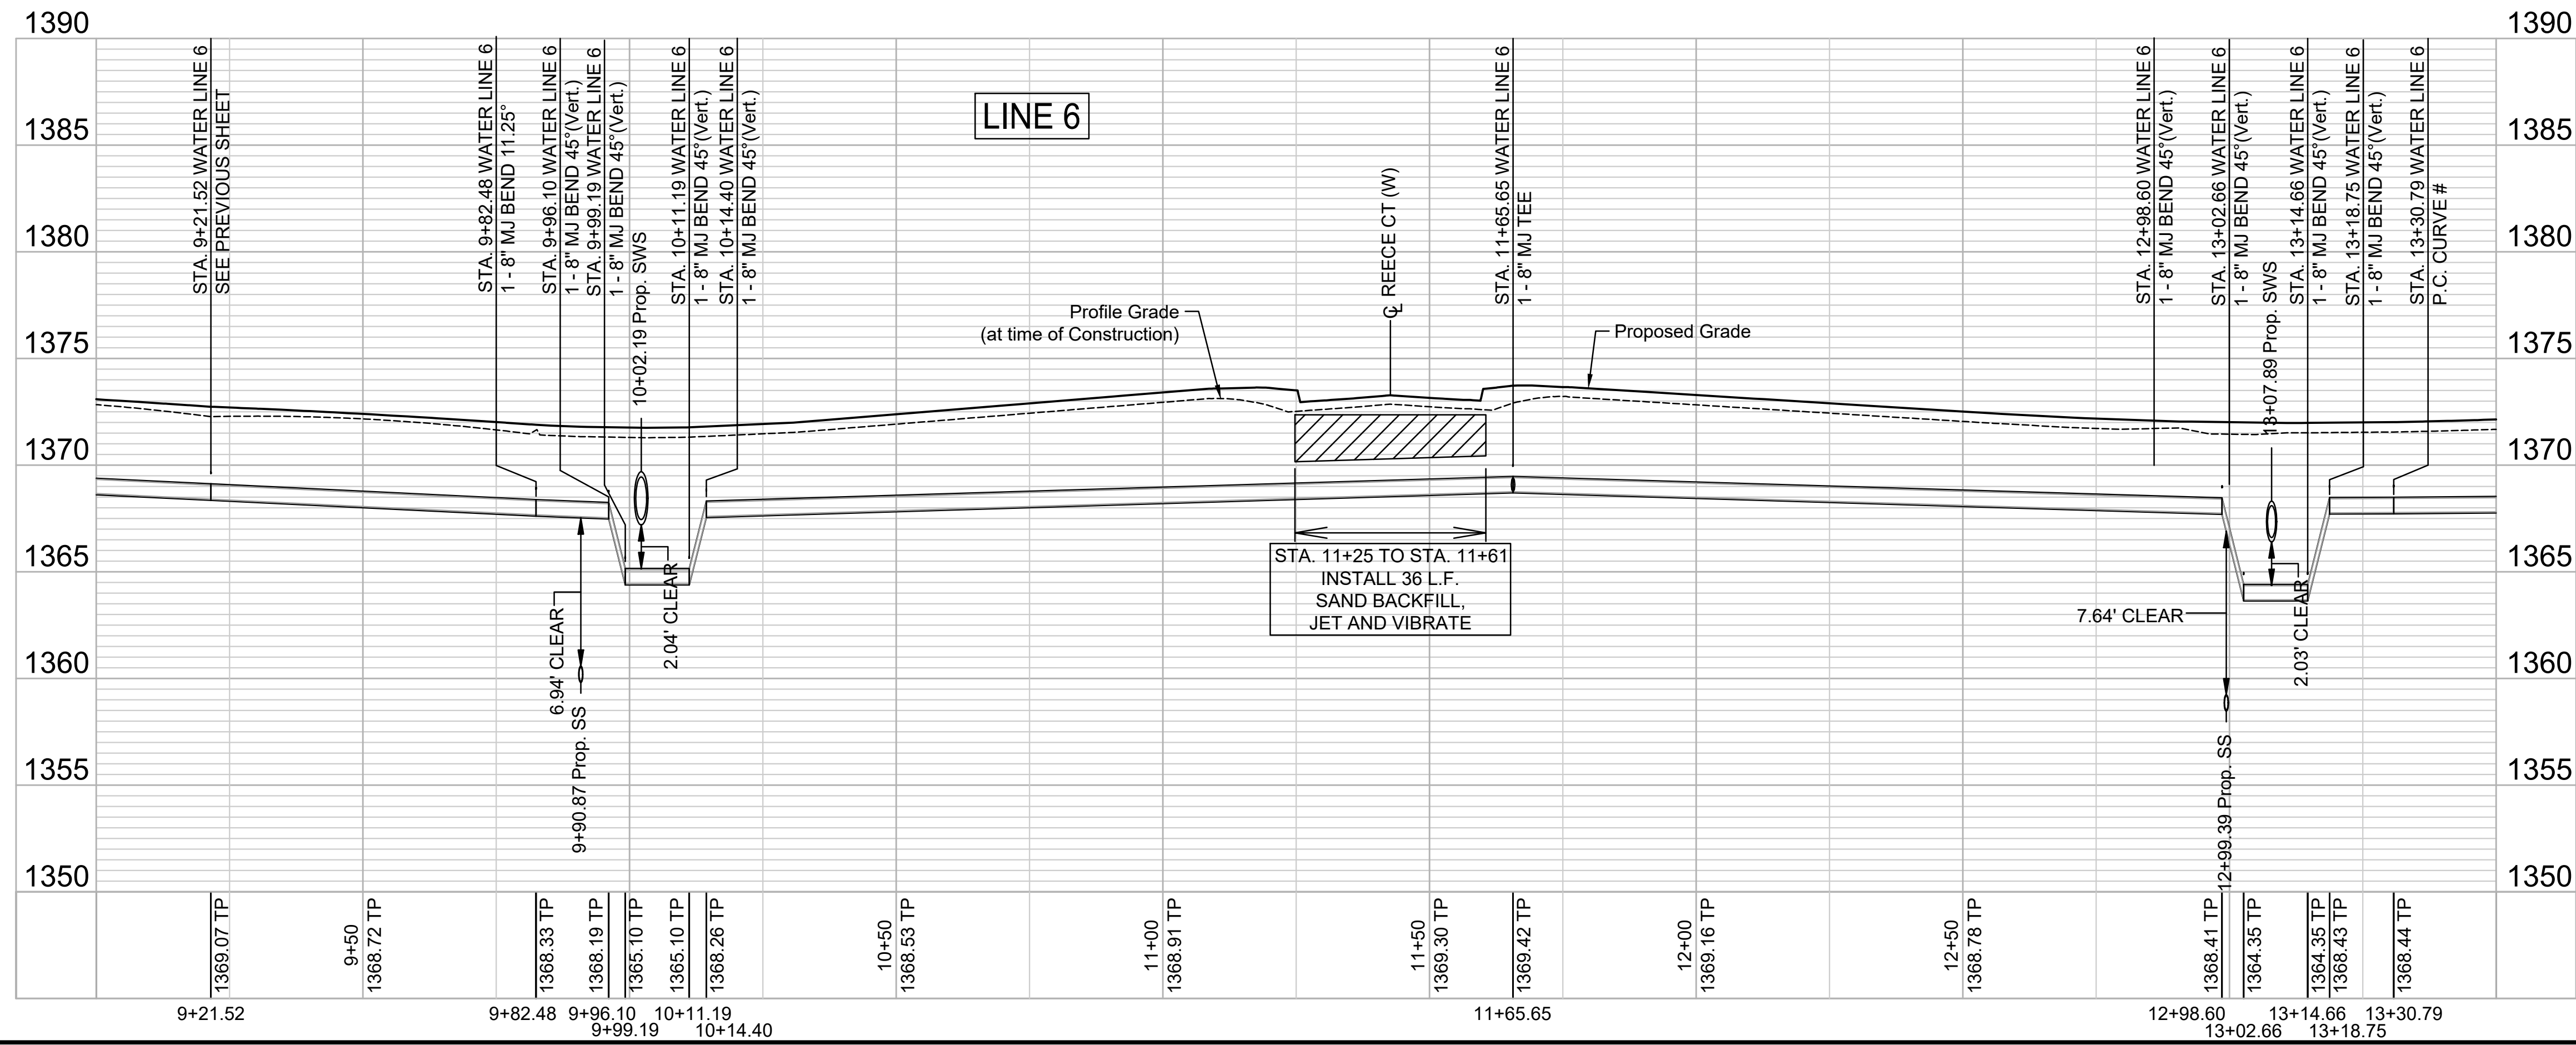 1390
1390
1385
1385
1380
1380
1375
1375
1370
1370
1365
1365
1360
1360
1355
1355
1350
1350
LINE 6
STA. 9+21.52 WATER LINE 6
SEE PREVIOUS SHEET
STA. 9+82.48 WATER LINE 6
1 - 8" MJ BEND 11.25°
STA. 9+96.10 WATER LINE 6
1 - 8" MJ BEND 45°(Vert.)
STA. 9+99.19 WATER LINE 6
1 - 8" MJ BEND 45°(Vert.)
10+02.19 Prop. SWS
STA. 10+11.19 WATER LINE 6
1 - 8" MJ BEND 45°(Vert.)
STA. 10+14.40 WATER LINE 6
1 - 8" MJ BEND 45°(Vert.)
Profile Grade
(at time of Construction)
℄ REECE CT (W)
STA. 11+65.65 WATER LINE 6
1 - 8" MJ TEE
Proposed Grade
STA. 12+98.60 WATER LINE 6
1 - 8" MJ BEND 45°(Vert.)
STA. 13+02.66 WATER LINE 6
1 - 8" MJ BEND 45°(Vert.)
13+07.89 Prop. SWS
STA. 13+14.66 WATER LINE 6
1 - 8" MJ BEND 45°(Vert.)
STA. 13+18.75 WATER LINE 6
1 - 8" MJ BEND 45°(Vert.)
STA. 13+30.79 WATER LINE 6
P.C. CURVE #
6.94' CLEAR
9+90.87 Prop. SS
2.04' CLEAR
STA. 11+25 TO STA. 11+61
INSTALL 36 L.F.
SAND BACKFILL,
JET AND VIBRATE
7.64' CLEAR
12+99.39 Prop. SS
2.03' CLEAR
1369.07 TP
9+50
1368.72 TP
1368.33 TP
1368.19 TP
1365.10 TP
1365.10 TP
1368.26 TP
10+50
1368.53 TP
11+00
1368.91 TP
11+50
1369.30 TP
1369.42 TP
12+00
1369.16 TP
12+50
1368.78 TP
1368.41 TP
1364.35 TP
1364.35 TP
1368.43 TP
1368.44 TP
9+21.52
9+82.48
9+96.10
9+99.19
10+11.19
10+14.40
11+65.65
12+98.60
13+02.66
13+14.66
13+18.75
13+30.79